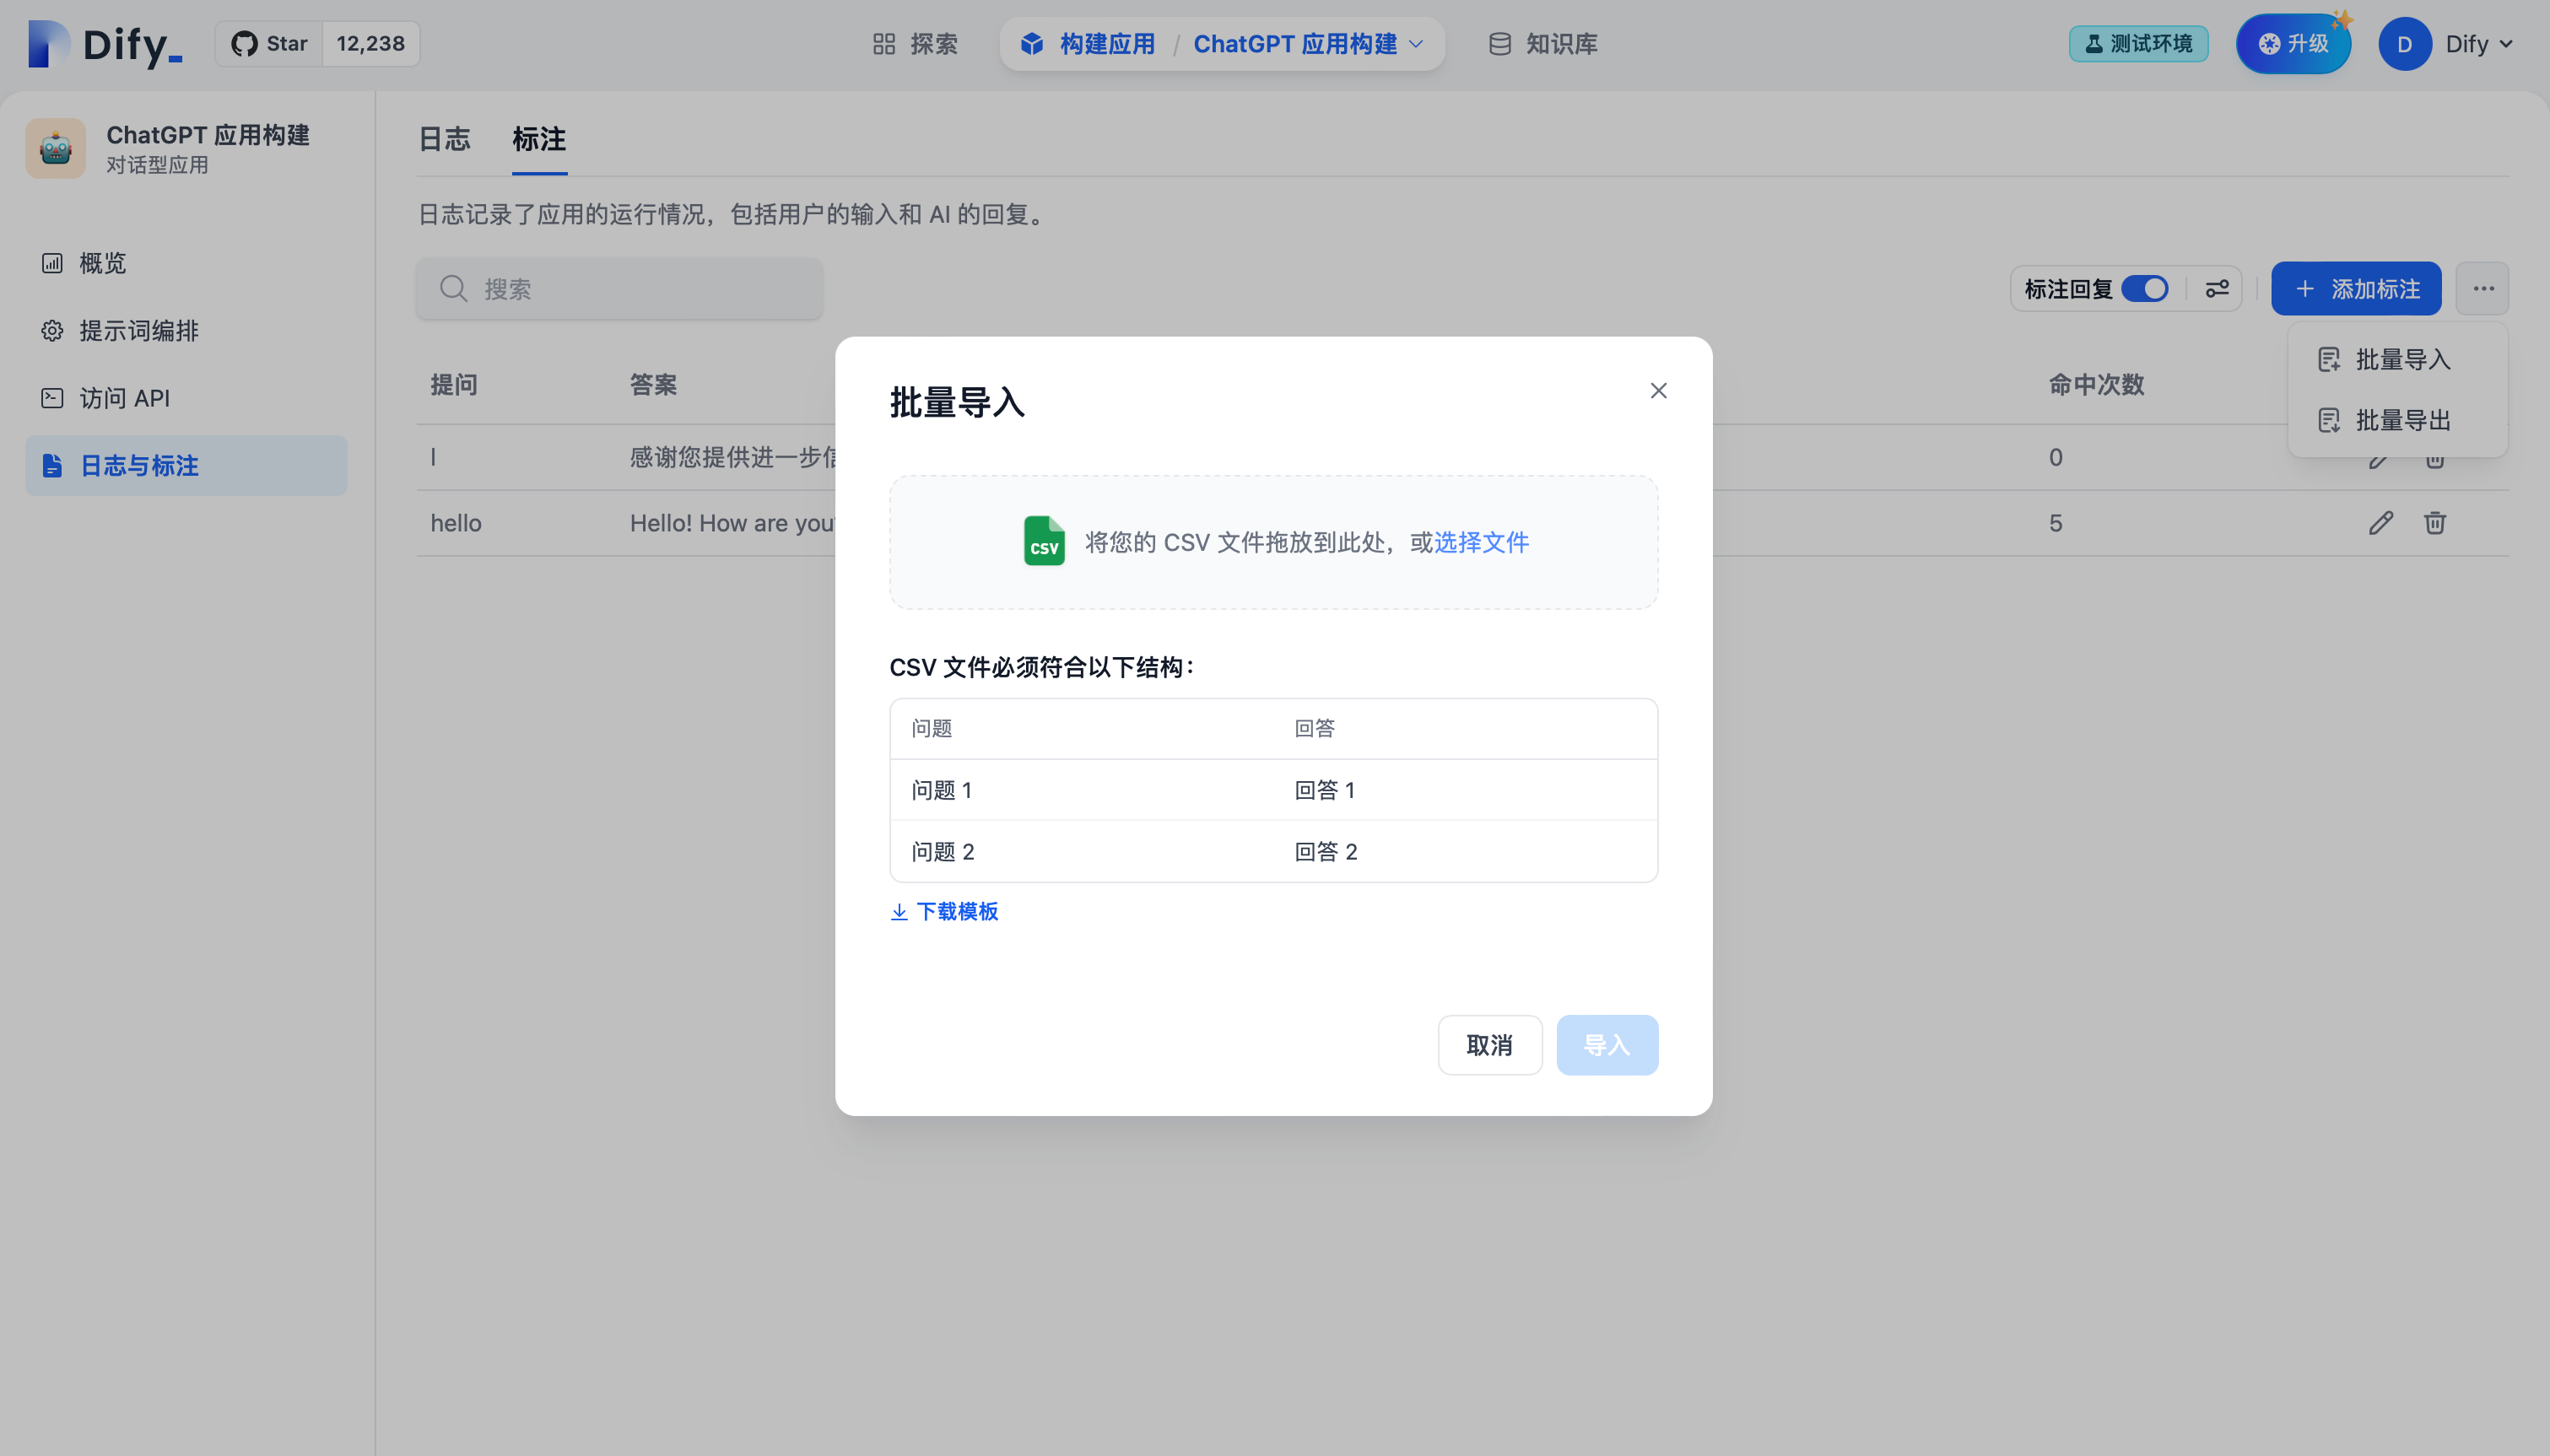 Dify_
Star 12,238
探索
构建应用 / ChatGPT 应用构建
知识库
测试环境
升级
D Dify
ChatGPT 应用构建
对话型应用
概览
提示词编排
访问 API
日志与标注
日志 标注
日志记录了应用的运行情况，包括用户的输入和 AI 的回复。
搜索
标注回复
添加标注
批量导入
批量导出
提问 答案 命中次数
I 感谢您提供进一步 0
hello Hello! How are you 5
批量导入
CSV 将您的 CSV 文件拖放到此处，或选择文件
CSV 文件必须符合以下结构：
问题 回答
问题 1 回答 1
问题 2 回答 2
下载模板
取消 导入